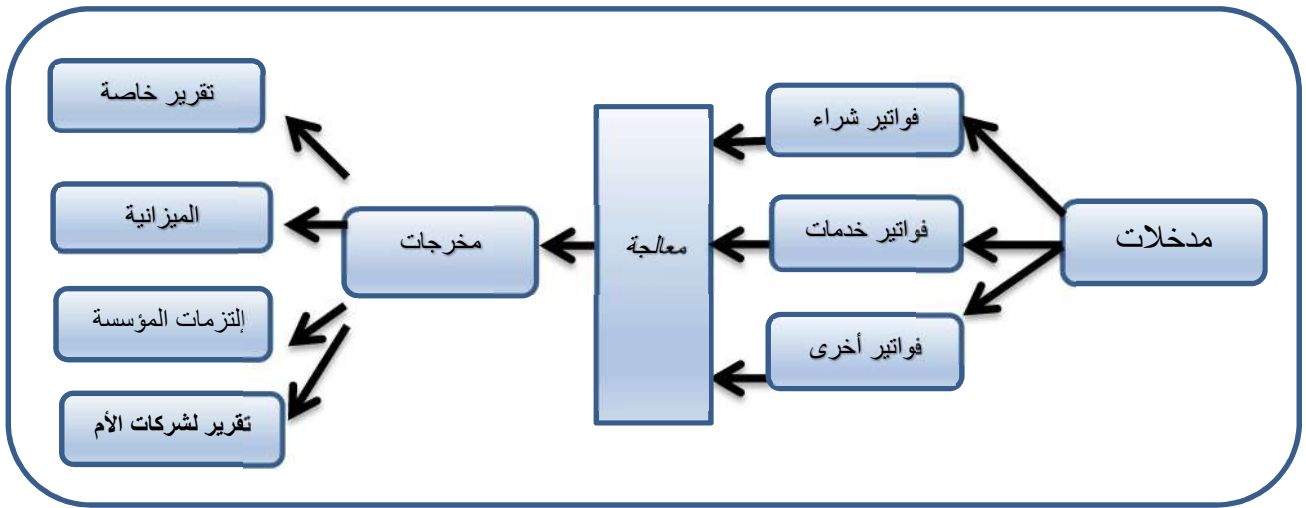 مدخلات
فواتير شراء
فواتير خدمات
فواتير أخرى
معالجة
مخرجات
تقرير خاصة
الميزانية
إلتزمات المؤسسة
تقرير لشركات الأم